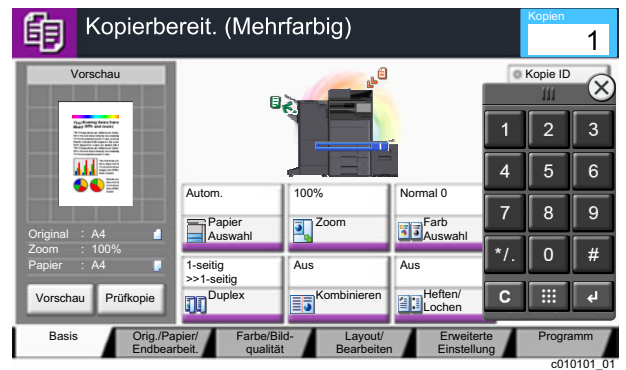 Kopierbereit. (Mehrfarbig)
Kopien
1
Vorschau
Original : A4
Zoom : 100%
Papier : A4
Vorschau
Prüfkopie
Autom.
Papier
Auswahl
100%
Zoom
Normal 0
Farb
Auswahl
1-seitig
>>1-seitig
Duplex
Aus
Kombinieren
Aus
Heften/
Lochen
Kopie ID
1 2 3
4 5 6
7 8 9
*/. 0 #
C
Basis
Orig./Papier/
Endbearbeit.
Farbe/Bild-
qualität
Layout/
Bearbeiten
Erweiterte
Einstellung
Programm
c010101_01